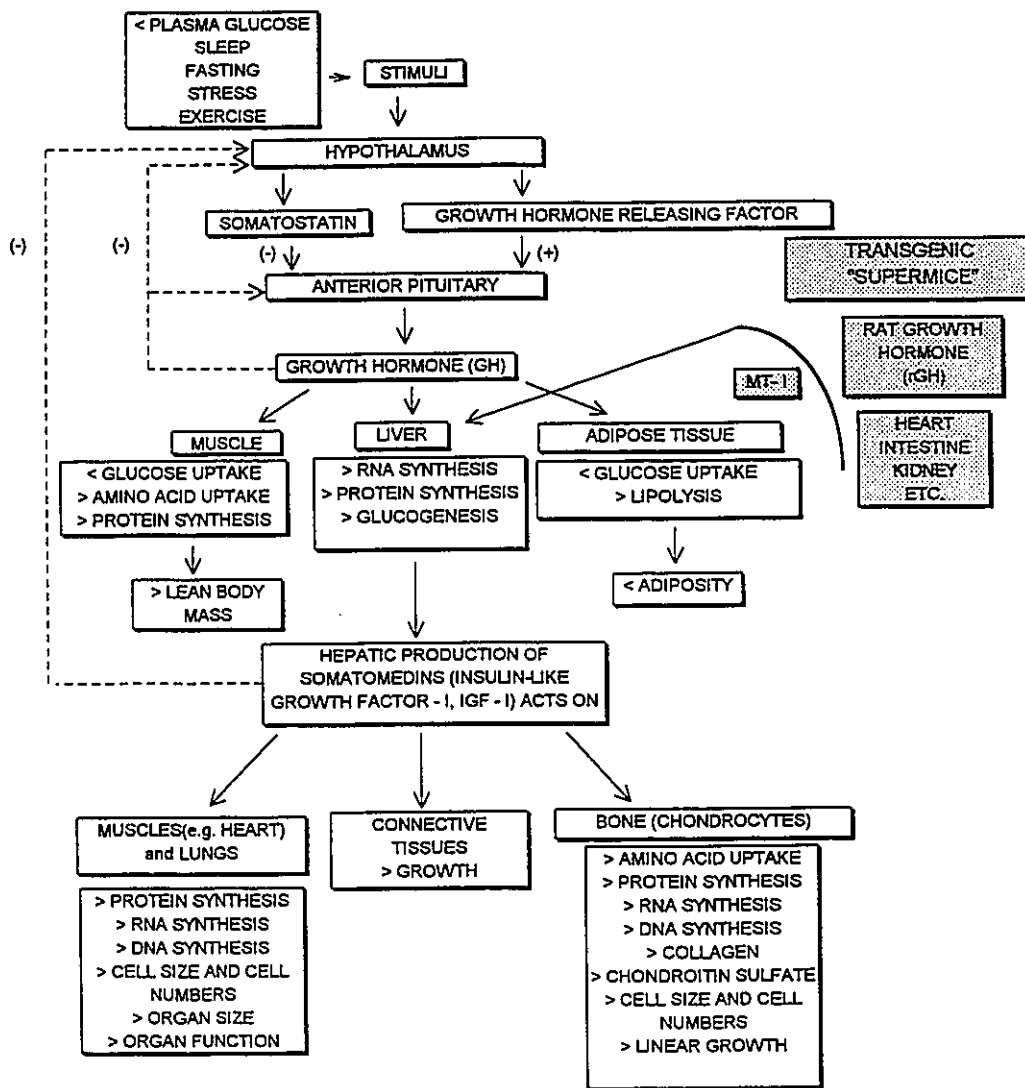 < PLASMA GLUCOSE
SLEEP
FASTING
STRESS
EXERCISE
STIMULI
HYPOTHALAMUS
SOMATOSTATIN
GROWTH HORMONE RELEASING FACTOR
(-)
(-)
(-)
(+)
TRANSGENIC
"SUPERMICE"
ANTERIOR PITUITARY
RAT GROWTH
HORMONE
(rGH)
GROWTH HORMONE (GH)
MT- I
HEART
INTESTINE
KIDNEY
ETC.
MUSCLE
< GLUCOSE UPTAKE
> AMINO ACID UPTAKE
> PROTEIN SYNTHESIS
LIVER
> RNA SYNTHESIS
> PROTEIN SYNTHESIS
> GLUCOGENESIS
ADIPOSE TISSUE
< GLUCOSE UPTAKE
> LIPOLYSIS
> LEAN BODY
MASS
< ADIPOSITY
HEPATIC PRODUCTION OF
SOMATOMEDINS (INSULIN-LIKE
GROWTH FACTOR - I, IGF - I) ACTS ON
MUSCLES(e.g. HEART)
and LUNGS
> PROTEIN SYNTHESIS
> RNA SYNTHESIS
> DNA SYNTHESIS
> CELL SIZE AND CELL
NUMBERS
> ORGAN SIZE
> ORGAN FUNCTION
CONNECTIVE
TISSUES
> GROWTH
BONE (CHONDROCYTES)
> AMINO ACID UPTAKE
> PROTEIN SYNTHESIS
> RNA SYNTHESIS
> DNA SYNTHESIS
> COLLAGEN
> CHONDROITIN SULFATE
> CELL SIZE AND CELL
NUMBERS
> LINEAR GROWTH